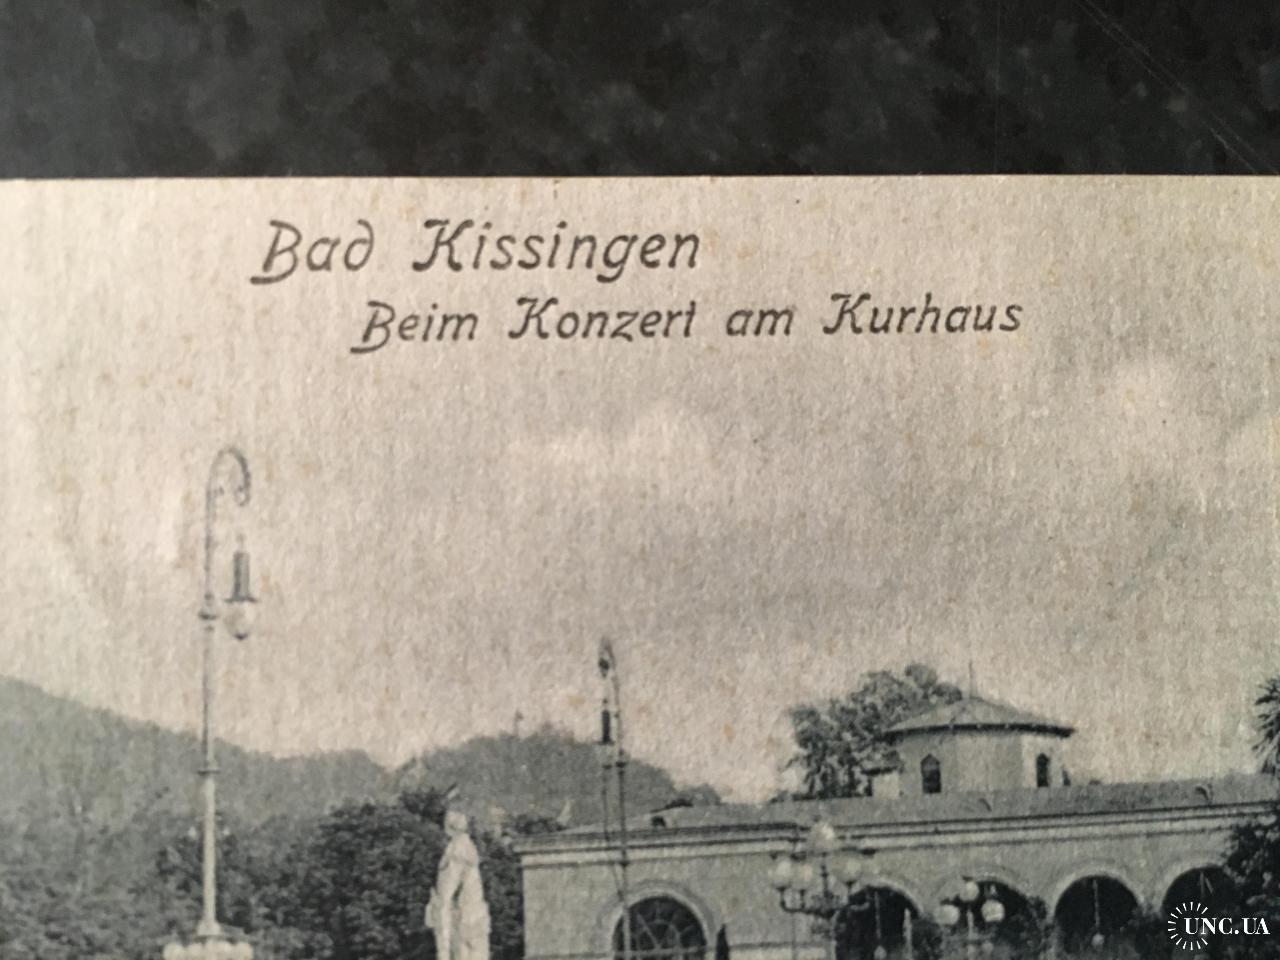 Bad Kissingen
Beim Konzert am Kurhaus
UNC.UA